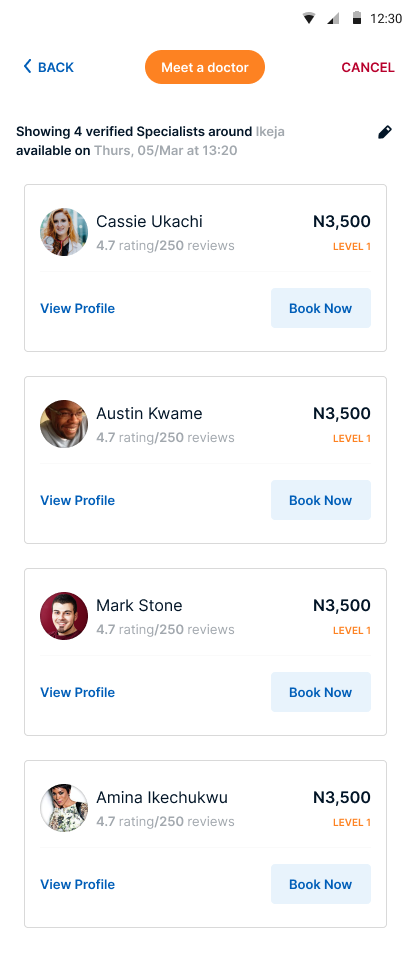 12:30
BACK
Meet a doctor
CANCEL
Showing 4 verified Specialists around Ikeja
available on Thurs, 05/Mar at 13:20
Cassie Ukachi
N3,500
4.7 rating/250 reviews
LEVEL 1
View Profile
Book Now
Austin Kwame
N3,500
4.7 rating/250 reviews
LEVEL 1
View Profile
Book Now
Mark Stone
N3,500
4.7 rating/250 reviews
LEVEL 1
View Profile
Book Now
Amina Ikechukwu
N3,500
4.7 rating/250 reviews
LEVEL 1
View Profile
Book Now